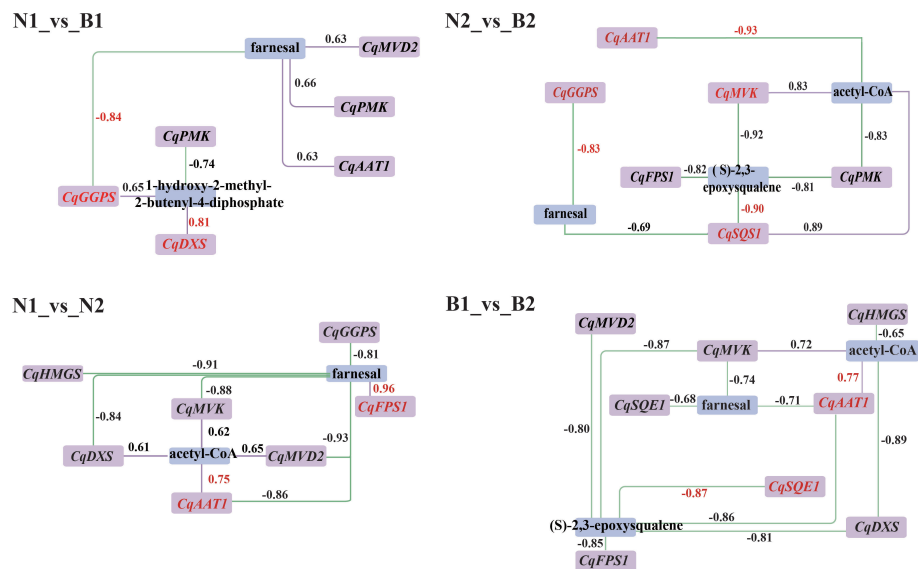 N1_vs_B1
farnesal
0.63
CqMVD2
0.66
CqPMK
-0.84
CqPMK
0.63
CqAAT1
-0.74
CqGGPS
0.65
1-hydroxy-2-methyl-
2-butenyl-4-diphosphate
0.81
CqDXS
N2_vs_B2
CqAAT1
-0.93
CqGGPS
CqMVK
0.83
acetyl-CoA
-0.92
-0.83
-0.83
CqFPS1
-0.82
(S)-2,3-
epoxysqualene
-0.81
CqPMK
farnesal
-0.90
-0.69
CqSQS1
0.89
N1_vs_N2
CqGGPS
-0.81
CqHMGS
-0.91
farnesal
-0.88
0.96
CqMVK
CqFPS1
-0.84
0.62
-0.93
CqDXS
0.61
acetyl-CoA
0.65
CqMVD2
0.75
CqAAT1
-0.86
B1_vs_B2
CqMVD2
CqHMGS
-0.65
-0.87
CqMVK
0.72
acetyl-CoA
-0.74
0.77
CqSQE1
-0.68
farnesal
-0.71
CqAAT1
-0.80
-0.89
-0.87
CqSQE1
(S)-2,3-epoxysqualene
-0.86
CqDXS
-0.81
-0.85
CqFPS1